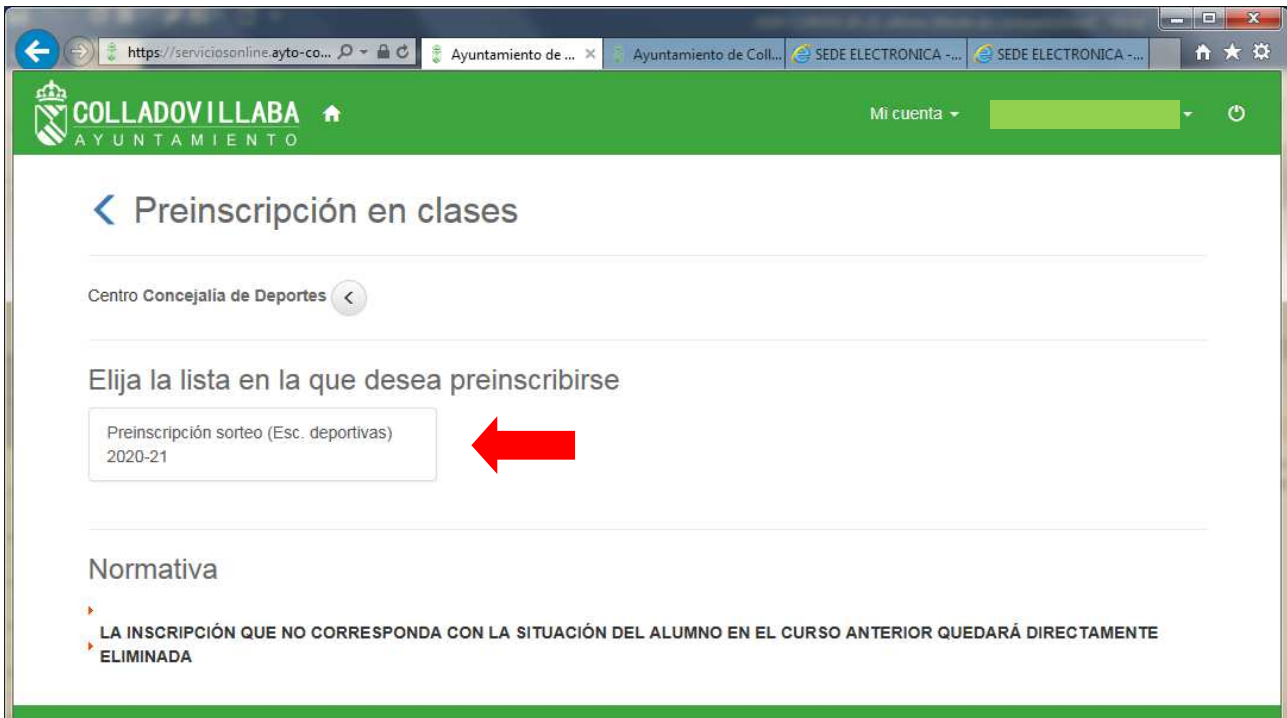 https://serviciosonline.ayto-co...
Ayuntamiento de ...
Ayuntamiento de Coll...
SEDE ELECTRONICA -...
SEDE ELECTRONICA -...
COLLADOVILLABA
AYUNTAMIENTO
Mi cuenta
Preinscripción en clases
Centro Concejalía de Deportes
Elija la lista en la que desea preinscribirse
Preinscripción sorteo (Esc. deportivas)
2020-21
Normativa
LA INSCRIPCIÓN QUE NO CORRESPONDA CON LA SITUACIÓN DEL ALUMNO EN EL CURSO ANTERIOR QUEDARÁ DIRECTAMENTE
ELIMINADA